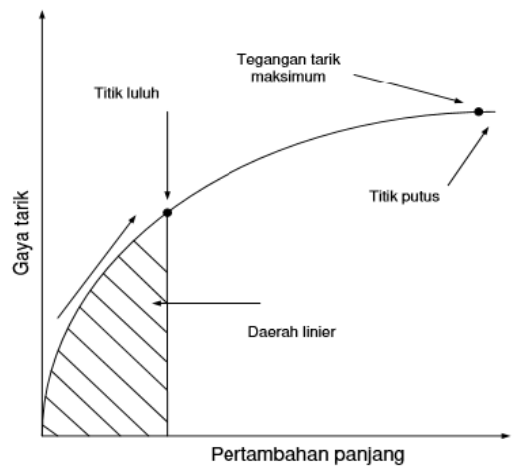 Tegangan tarik
maksimum
Titik luluh
Titik putus
Gaya tarik
Daerah linier
Pertambahan panjang